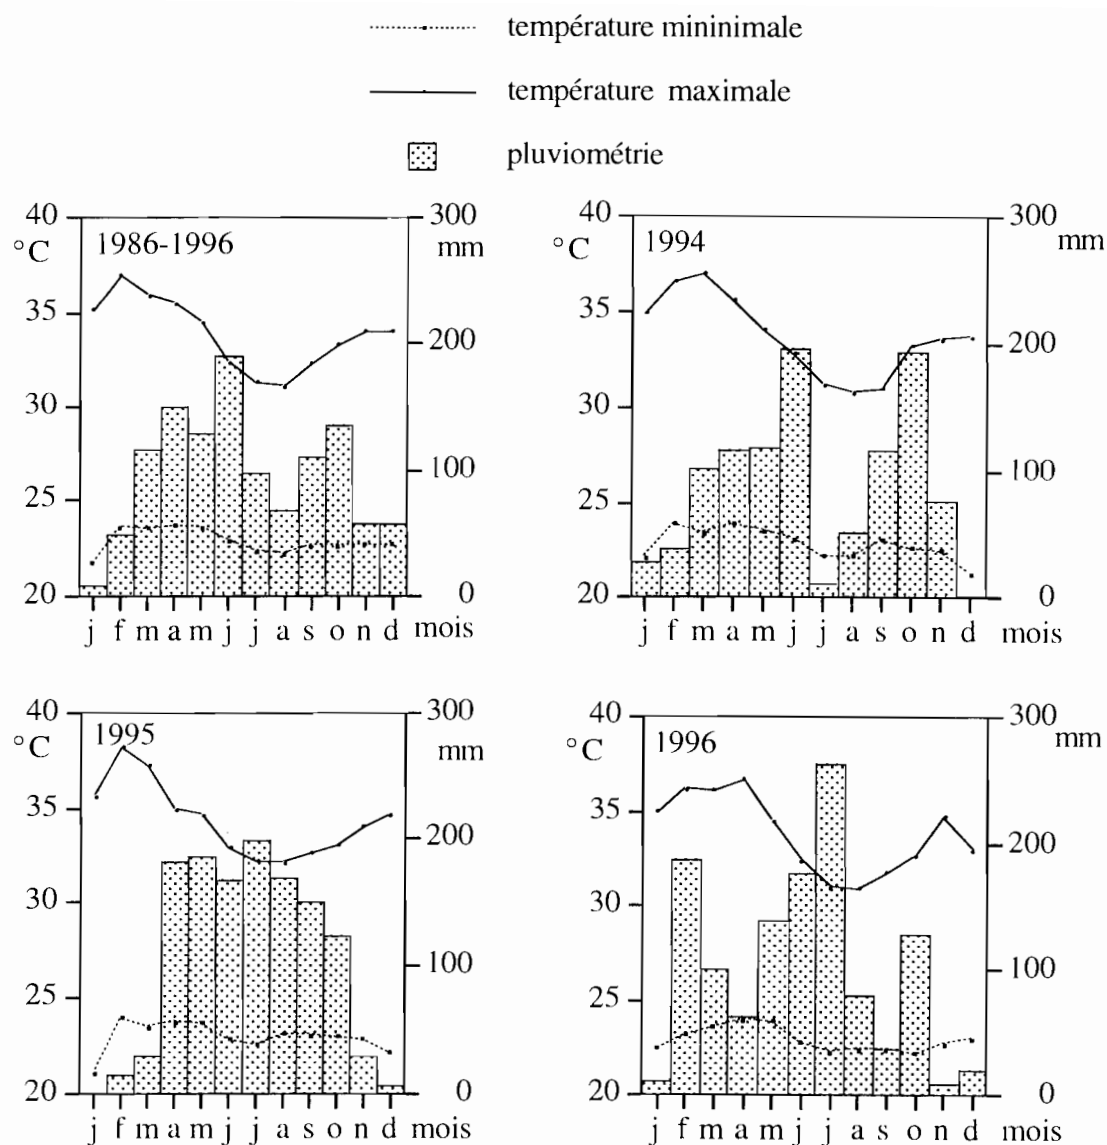 température mininimale
température maximale
pluviométrie
40 300
°C 1986-1996 mm
35
200
30
100
25
20 0
j f m a m j j a s o n d mois
40 300
°C 1994 mm
35
200
30
100
25
20 0
j f m a m j j a s o n d mois
40 300
°C 1995 mm
35
200
30
100
25
20 0
j f m a m j j a s o n d mois
40 300
°C 1996 mm
35
200
30
100
25
20 0
j f m a m j j a s o n d mois